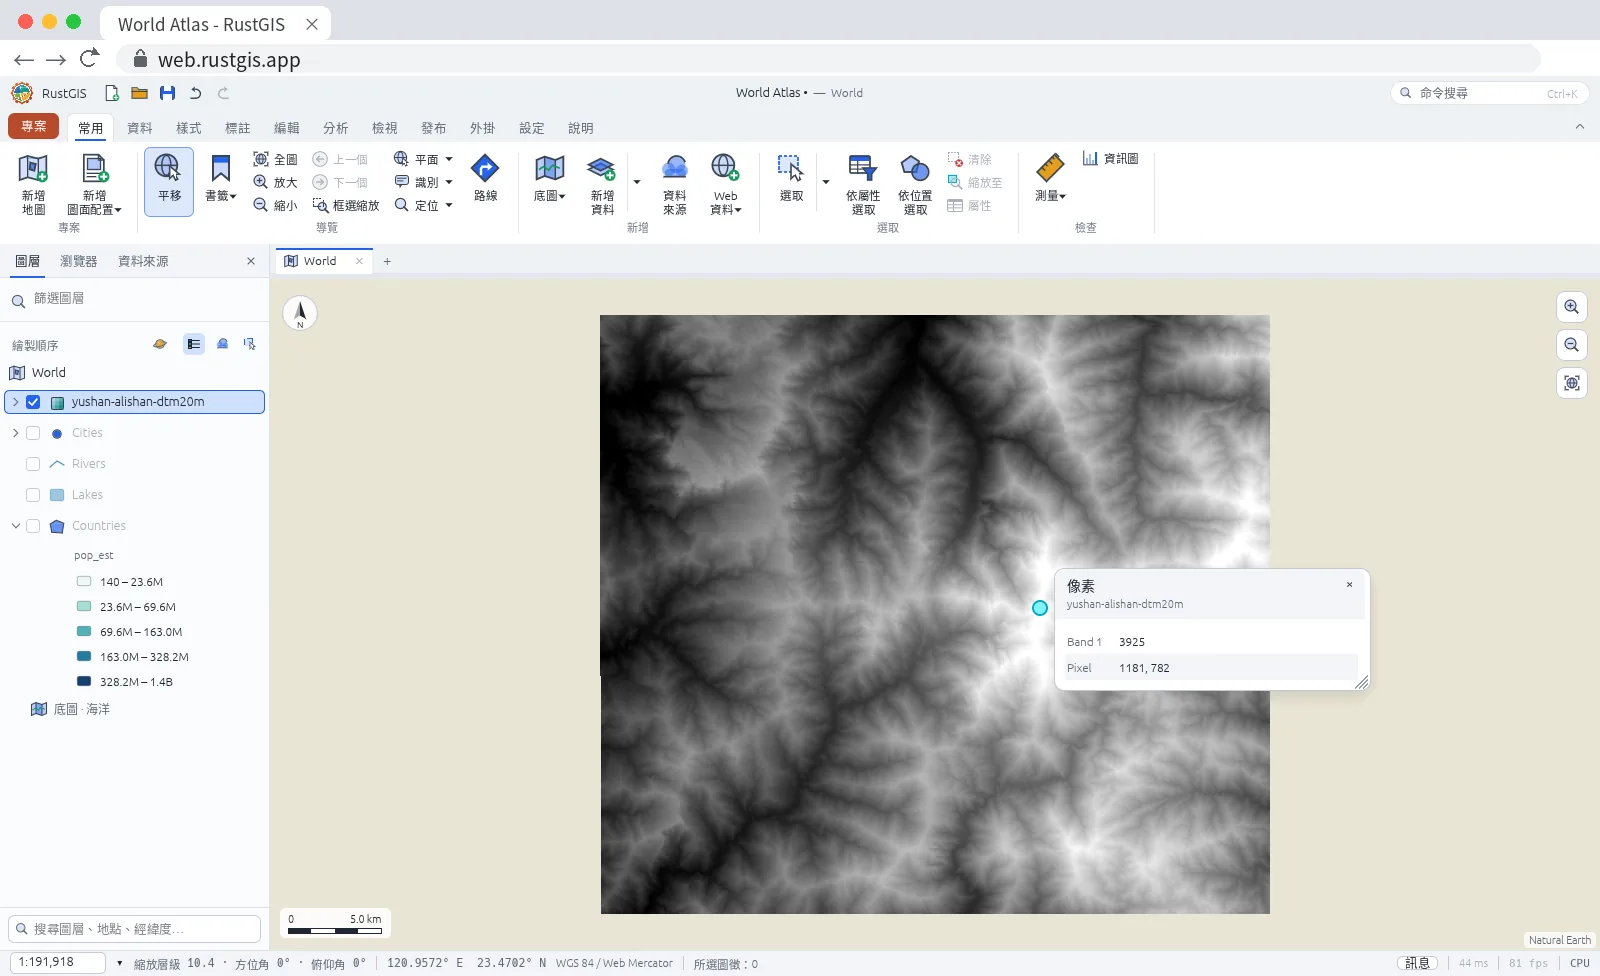 World Atlas - RustGIS
web.rustgis.app
RustGIS
World Atlas • — World
命令搜尋 Ctrl+K
專案 常用 資料 樣式 標註 編輯 分析 檢視 發布 外掛 設定 說明
新增地圖
新增圖面配置
專案
平移
書籤
全圖
放大
縮小
上一個
下一個
框選縮放
平面
識別
定位
路線
導覽
底圖
新增資料
資料來源
Web 資料
新增
選取
依屬性選取
依位置選取
清除
縮放至
屬性
選取
測量
資訊圖
檢查
圖層 瀏覽器 資料來源
World
篩選圖層
繪製順序
World
yushan-alishan-dtm20m
Cities
Rivers
Lakes
Countries
pop_est
140 – 23.6M
23.6M – 69.6M
69.6M – 163.0M
163.0M – 328.2M
328.2M – 1.4B
底圖 · 海洋
N
像素
yushan-alishan-dtm20m
Band 1 3925
Pixel 1181, 782
0 5.0 km
Natural Earth
搜尋圖層、地點、經緯度…
1:191,918 縮放層級 10.4 · 方位角 0° · 俯仰角 0° 120.9572° E 23.4702° N WGS 84 / Web Mercator 所選圖徵：0 訊息 44 ms 81 fps CPU